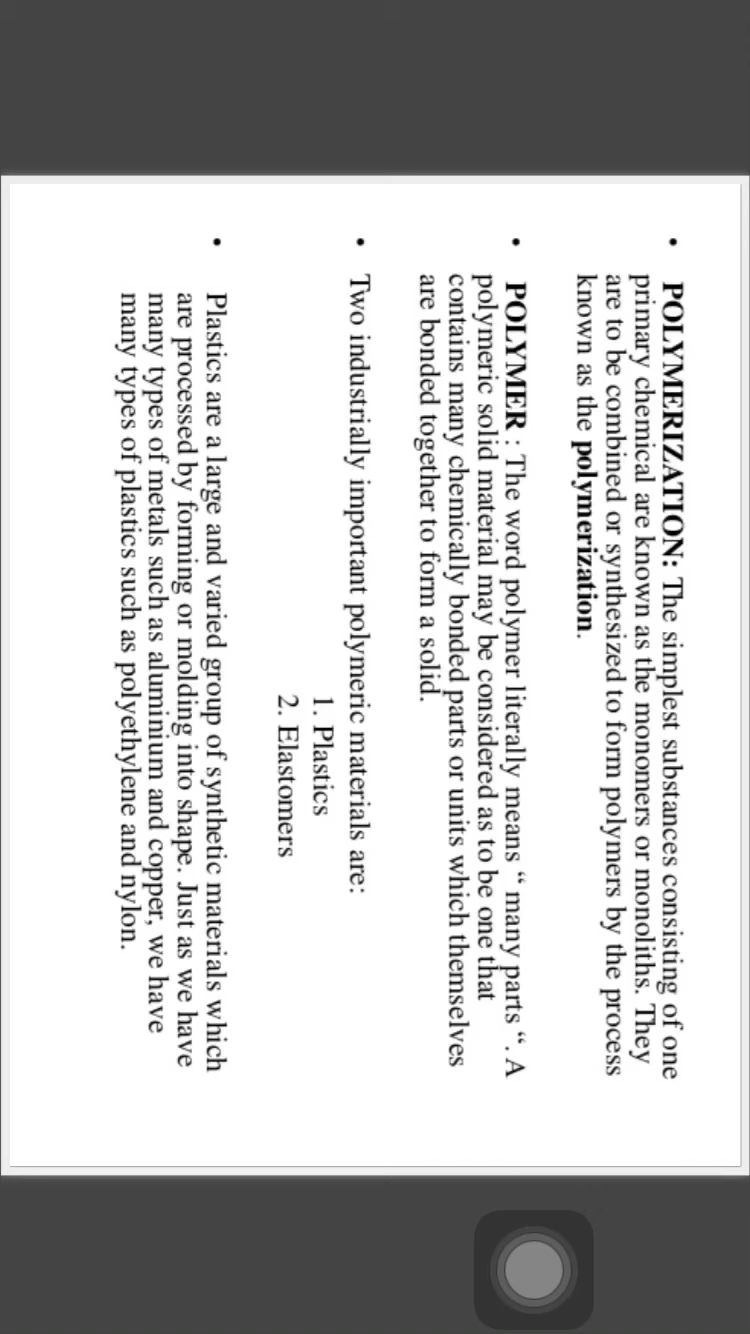 • POLYMERIZATION: The simplest substances consisting of one
primary chemical are known as the monomers or monoliths. They
are to be combined or synthesized to form polymers by the process
known as the polymerization.
• POLYMER : The word polymer literally means “ many parts “. A
polymeric solid material may be considered as to be one that
contains many chemically bonded parts or units which themselves
are bonded together to form a solid.
• Two industrially important polymeric materials are:
1. Plastics
2. Elastomers
• Plastics are a large and varied group of synthetic materials which
are processed by forming or molding into shape. Just as we have
many types of metals such as aluminium and copper, we have
many types of plastics such as polyethylene and nylon.